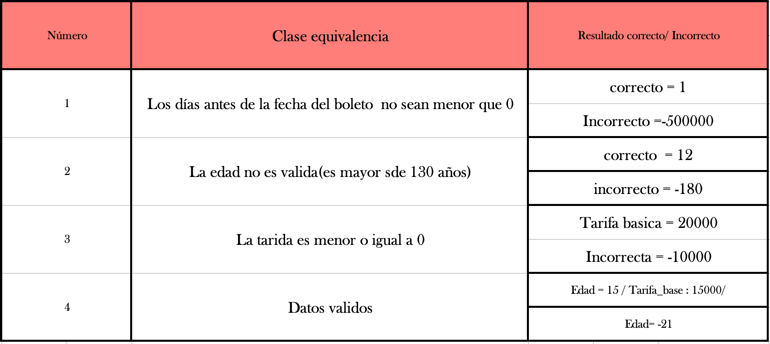 Número
Clase equivalencia
Resultado correcto/ Incorrecto
1
Los días antes de la fecha del boleto no sean menor que 0
correcto = 1
Incorrecto =-500000
2
La edad no es valida(es mayor sde 130 años)
correcto = 12
incorrecto = -180
3
La tarida es menor o igual a 0
Tarifa basica = 20000
Incorrecta = -10000
4
Datos validos
Edad = 15 / Tarifa_base : 15000/
Edad= -21